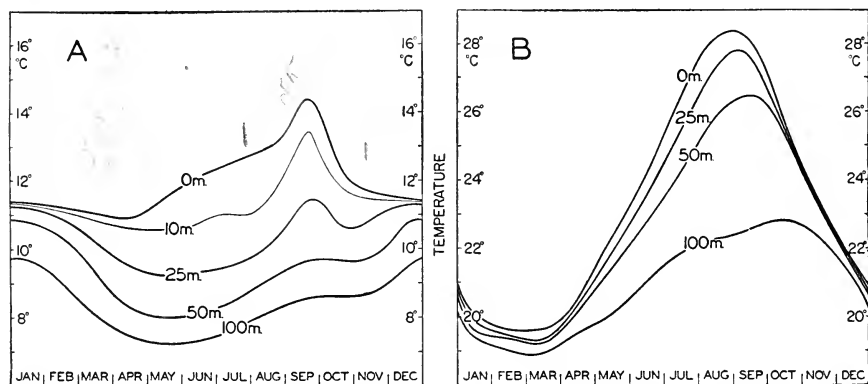 A
16°
°C
14°
12°
10°
8°
16°
°C
14°
12°
10°
8°
0m.
10m.
25m.
50m.
100m.
JAN | FEB | MAR | APR | MAY | JUN | JUL | AUG | SEP | OCT | NOV | DEC
TEMPERATURE
B
28°
°C
26°
24°
22°
20°
28°
°C
26°
24°
22°
20°
0m.
25m.
50m.
100m.
JAN | FEB | MAR | APR | MAY | JUN | JUL | AUG | SEP | OCT | NOV | DEC